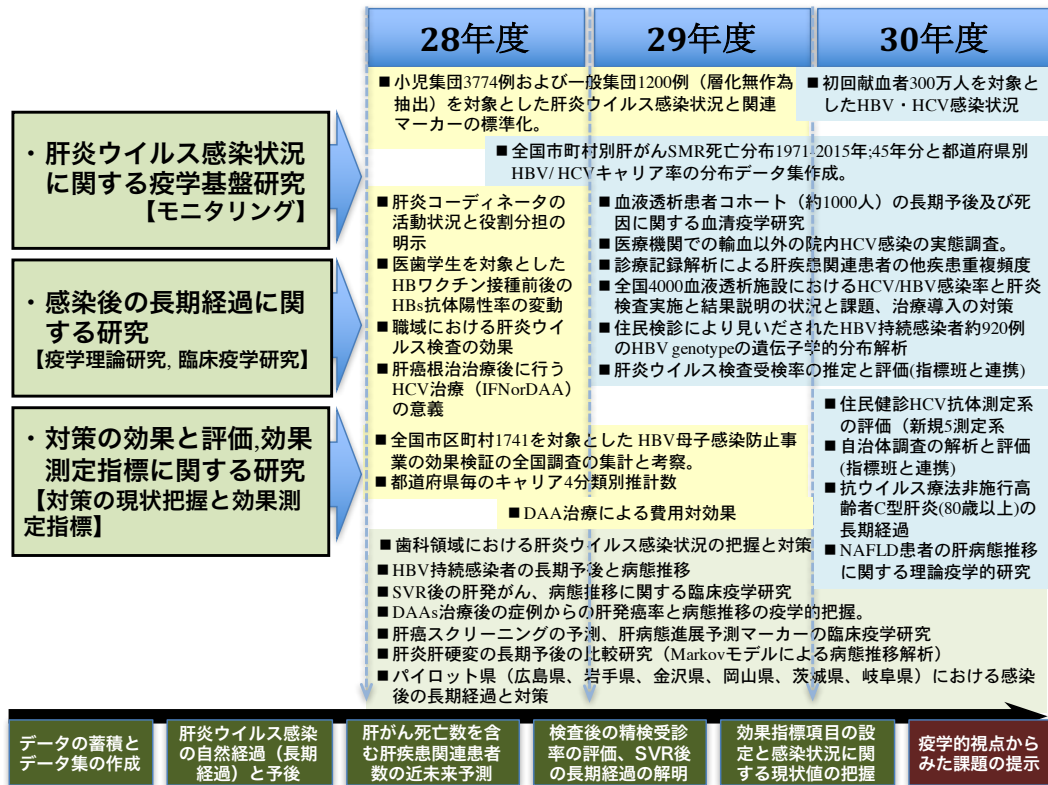 28年度
29年度
30年度
・肝炎ウイルス感染状況
に関する疫学基盤研究
【モニタリング】
・感染後の長期経過に関
する研究
【疫学理論研究, 臨床疫学研究】
・対策の効果と評価,効果
測定指標に関する研究
【対策の現状把握と効果測
定指標】
■小児集団3774例および一般集団1200例（層化無作為
抽出）を対象とした肝炎ウイルス感染状況と関連
マーカーの標準化。
■初回献血者300万人を対象と
したHBV・HCV感染状況
■全国市町村別肝がんSMR死亡分布1971-2015年;45年分と都道府県別
HBV/ HCVキャリア率の分布データ集作成。
■肝炎コーディネータの
活動状況と役割分担の
明示
■医歯学生を対象とした
HBワクチン接種前後の
HBs抗体陽性率の変動
■職域における肝炎ウイ
ルス検査の効果
■肝癌根治治療後に行う
HCV治療（IFNorDAA）
の意義
■血液透析患者コホート（約1000人）の長期予後及び死
因に関する血清疫学研究
■医療機関での輸血以外の院内HCV感染の実態調査。
■診療記録解析による肝疾患関連患者の他疾患重複頻度
■全国4000血液透析施設におけるHCV/HBV感染率と肝炎
検査実施と結果説明の状況と課題、治療導入の対策
■住民検診により見いだされたHBV持続感染者約920例
のHBV genotypeの遺伝子学的分布解析
■肝炎ウイルス検査受検率の推定と評価(指標班と連携)
■全国市区町村1741を対象とした HBV母子感染防止事
業の効果検証の全国調査の集計と考察。
■都道府県毎のキャリア4分類別推計数
■DAA治療による費用対効果
■住民健診HCV抗体測定系
の評価（新規5測定系
■自治体調査の解析と評価
(指標班と連携)
■抗ウイルス療法非施行高
齢者C型肝炎(80歳以上)の
長期経過
■NAFLD患者の肝病態推移
に関する理論疫学的研究
■歯科領域における肝炎ウイルス感染状況の把握と対策
■HBV持続感染者の長期予後と病態推移
■SVR後の肝発がん、病態推移に関する臨床疫学研究
■DAAs治療後の症例からの肝発癌率と病態推移の疫学的把握。
■肝癌スクリーニングの予測、肝病態進展予測マーカーの臨床疫学研究
■肝炎肝硬変の長期予後の比較研究（Markovモデルによる病態推移解析）
■パイロット県（広島県、岩手県、金沢県、岡山県、茨城県、岐阜県）における感染
後の長期経過と対策
データの蓄積と
データ集の作成
肝炎ウイルス感染
の自然経過（長期
経過）と予後
肝がん死亡数を含
む肝疾患関連患者
数の近未来予測
検査後の精検受診
率の評価、SVR後
の長期経過の解明
効果指標項目の設
定と感染状況に関
する現状値の把握
疫学的視点から
みた課題の提示